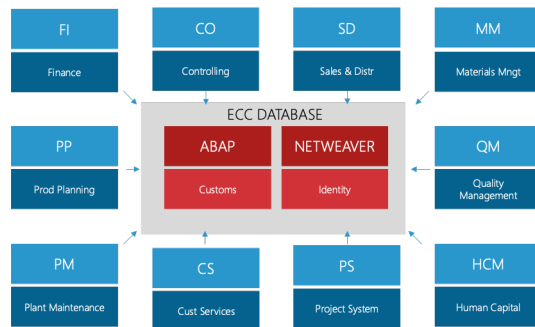 FI
Finance
CO
Controlling
SD
Sales & Distr
MM
Materials Mngt
ECC DATABASE
PP
Prod Planning
ABAP
Customs
NETWEAVER
Identity
QM
Quality
Management
PM
Plant Maintenance
CS
Cust Services
PS
Project System
HCM
Human Capital